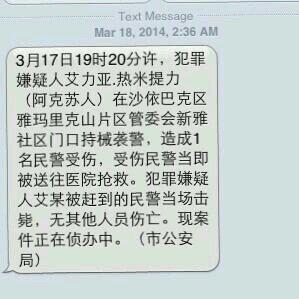 Text Message
Mar 18, 2014, 2:36 AM
3月17日19时20分许，犯罪
嫌疑人艾力亚.热米提力
（阿克苏人）在沙依巴克区
雅玛里克山片区管委会新雅
社区门口持械袭警，造成1
名民警受伤，受伤民警当即
被送往医院抢救。犯罪嫌疑
人艾某被赶到的民警当场击
毙，无其他人员伤亡。现案
件正在侦办中。（市公安
局）